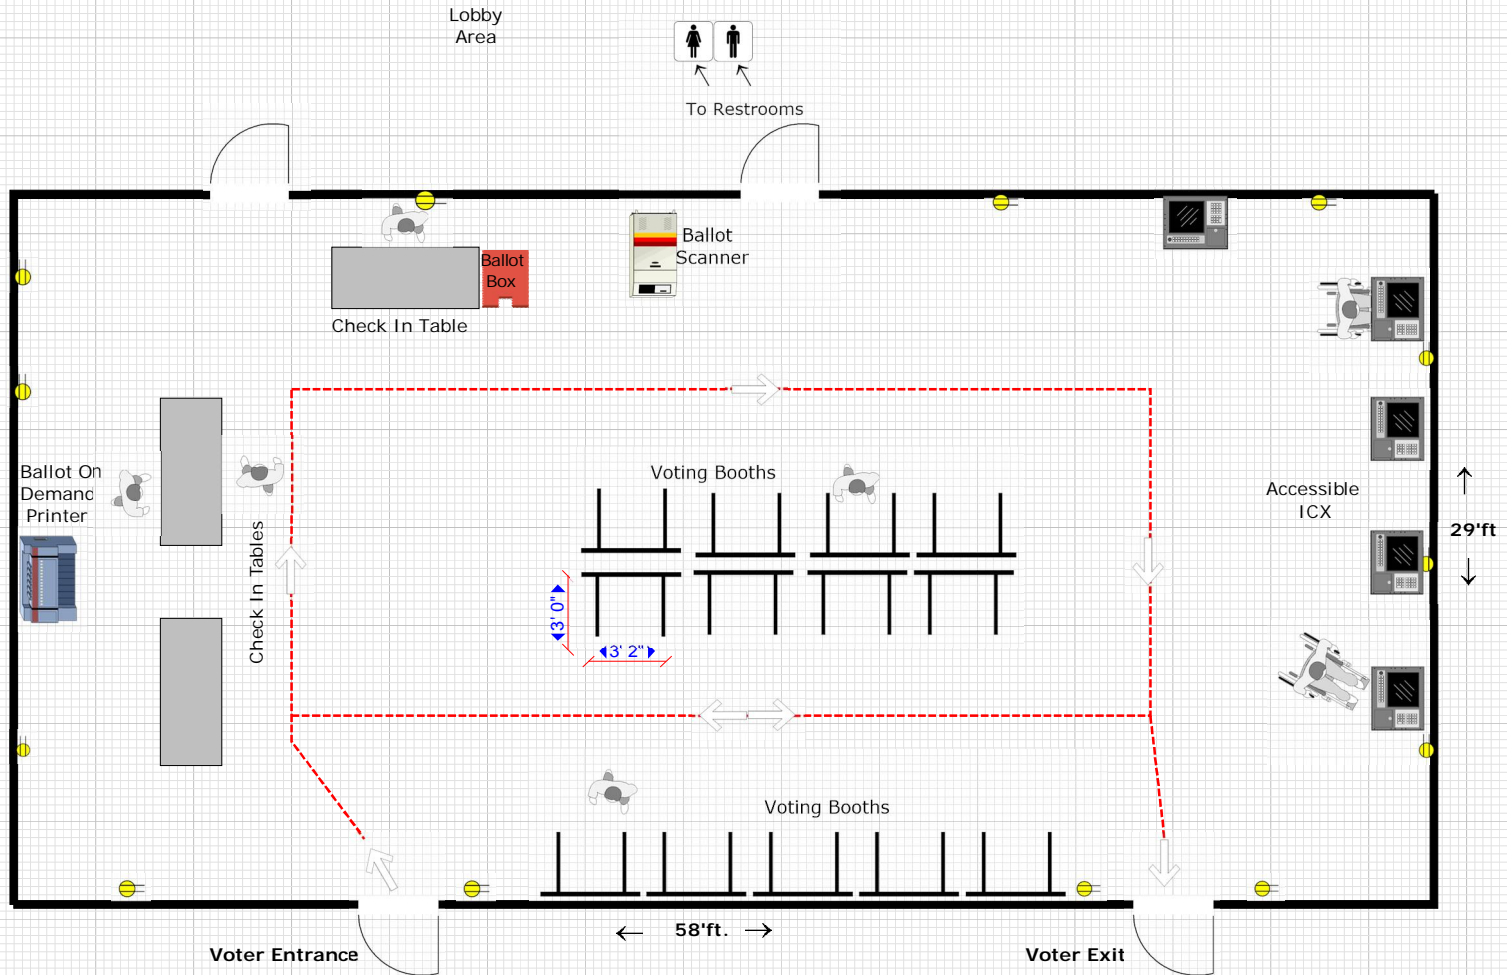 Lobby
Area
To Restrooms
Ballot
Box
Ballot
Scanner
Check In Table
Ballot On
Demand
Printer
Check In Tables
Voting Booths
Accessible
ICX
29'ft
3' 0"
3' 2"
Voting Booths
58'ft.
Voter Entrance
Voter Exit